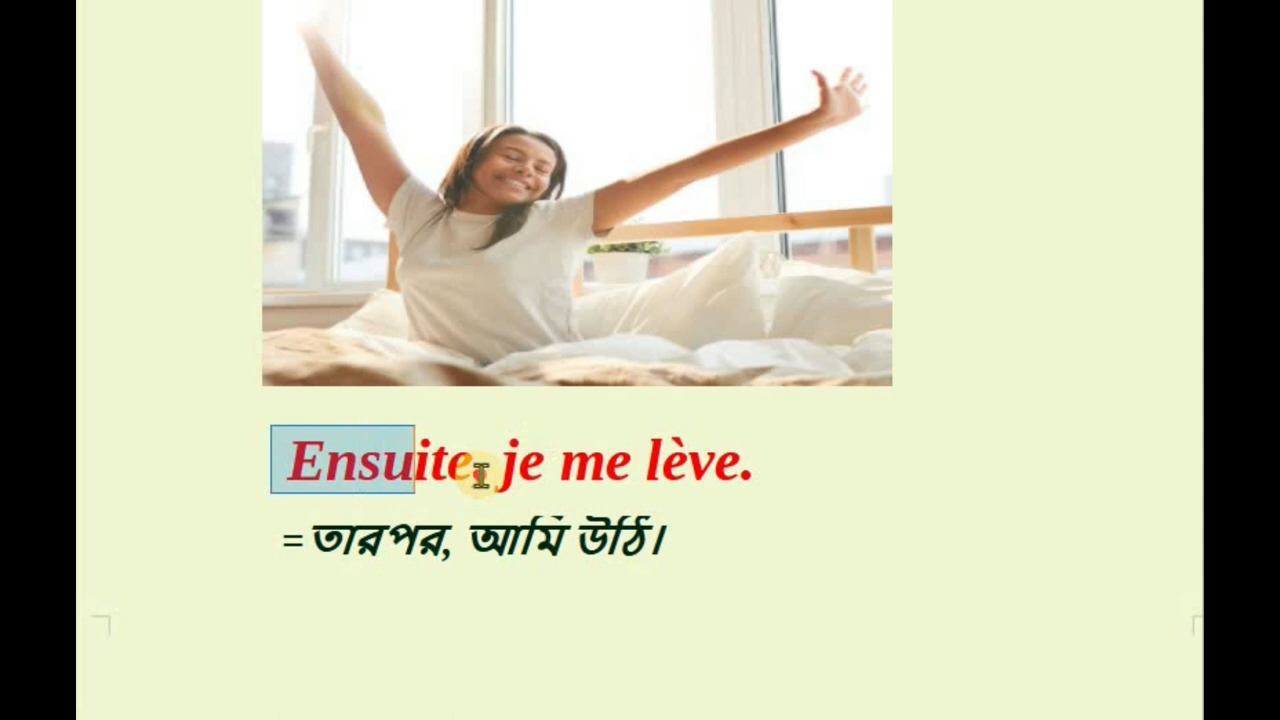 Ensuite, je me lève.
= তারপর, আমি উঠি।